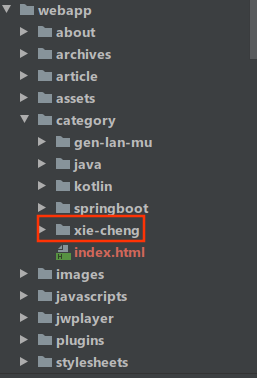 webapp
about
archives
article
assets
category
gen-lan-mu
java
kotlin
springboot
xie-cheng
index.html
images
javascripts
jwplayer
plugins
stylesheets